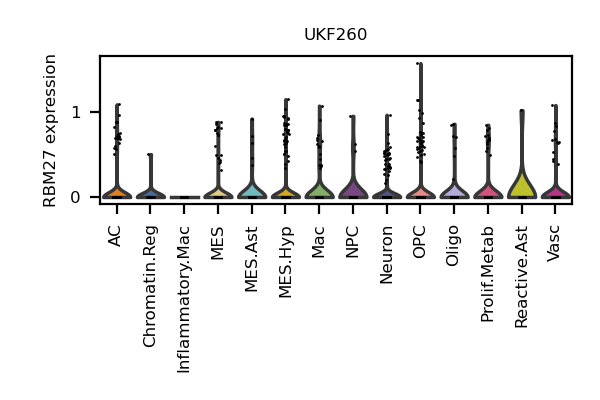 UKF260
RBM27 expression
1
0
AC
Chromatin.Reg
Inflammatory.Mac
MES
MES.Ast
MES.Hyp
Mac
NPC
Neuron
OPC
Oligo
Prolif.Metab
Reactive.Ast
Vasc